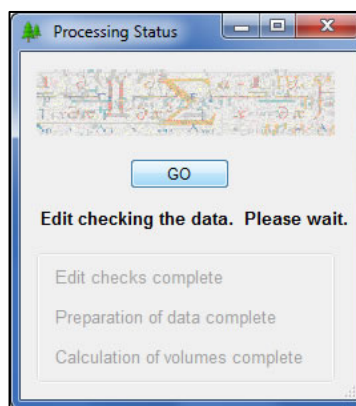 Processing Status
GO
Edit checking the data.  Please wait.
Edit checks complete
Preparation of data complete
Calculation of volumes complete